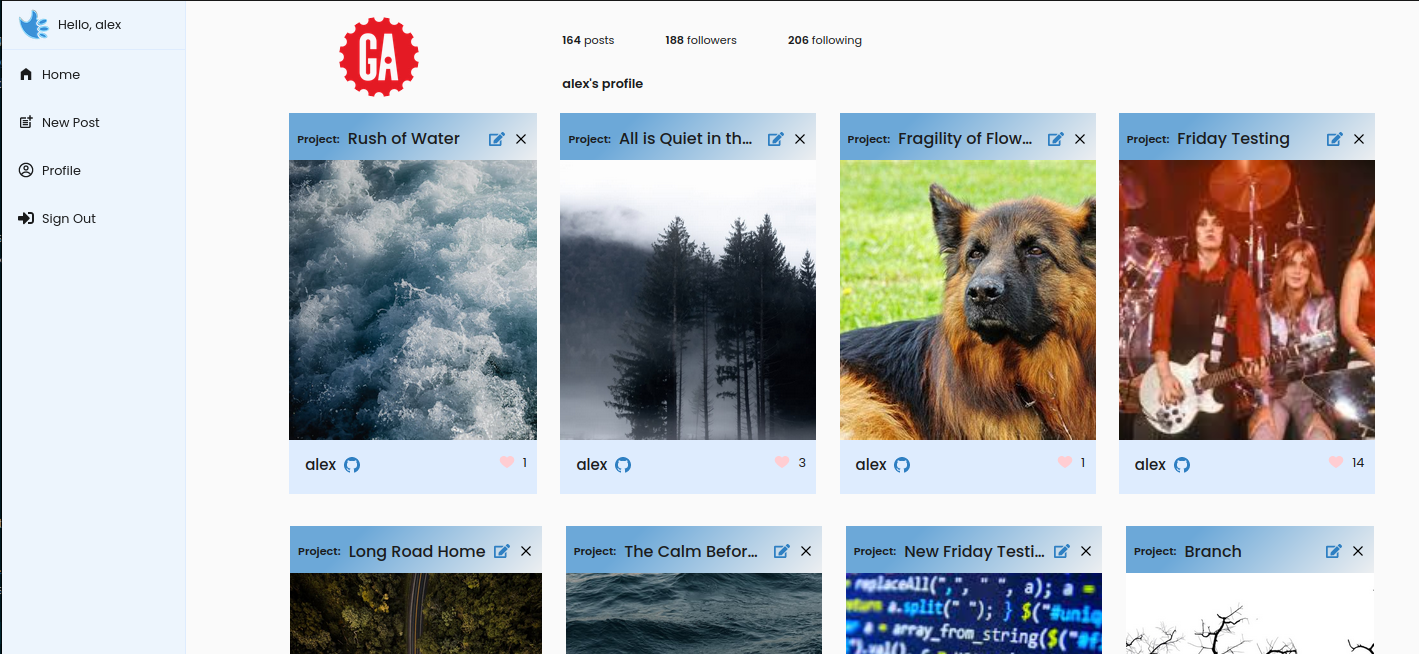 Hello, alex
Home
New Post
Profile
Sign Out
GA
164 posts 188 followers 206 following
alex's profile
Project: Rush of Water
Project: All is Quiet in th...
Project: Fragility of Flow...
Project: Friday Testing
alex 1
alex 3
alex 1
alex 14
Project: Long Road Home
Project: The Calm Befor...
Project: New Friday Testi...
Project: Branch
replaceAll(",", " ", a); a =
a.split(" "); } $("#uniq
a = array_from_string($("#f